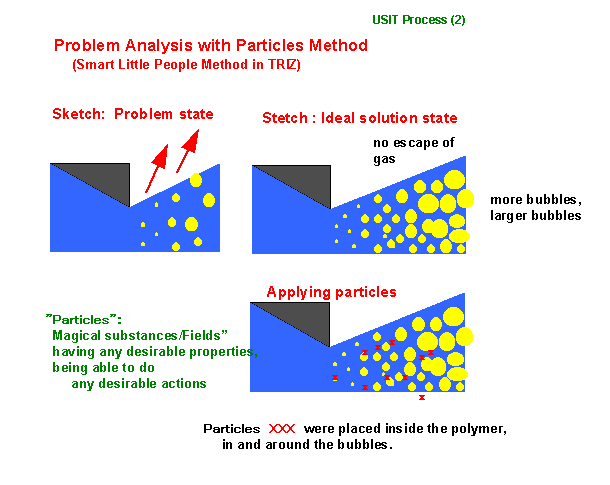 USIT Process (2)
Problem Analysis with Particles Method
(Smart Little People Method in TRIZ)
Sketch: Problem state
Stetch : Ideal solution state
no escape of
gas
more bubbles,
larger bubbles
Applying particles
"Particles":
Magical substances/Fields"
having any desirable properties,
being able to do
any desirable actions
Particles XXX were placed inside the polymer,
in and around the bubbles.